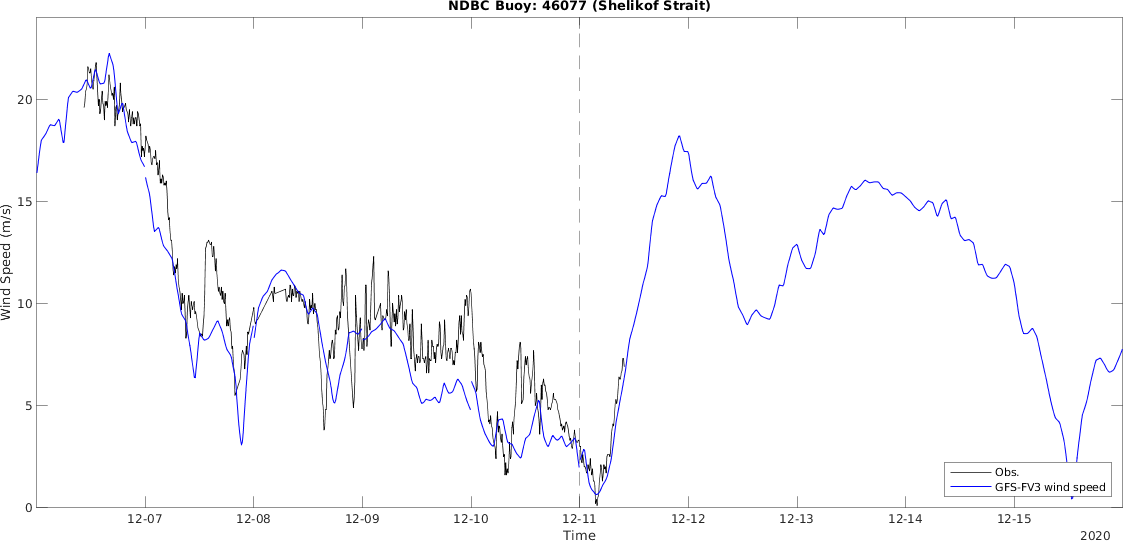 NDBC Buoy: 46077 (Shelikof Strait)
Wind Speed (m/s)
20
15
10
5
0
12-07 12-08 12-09 12-10 12-11 12-12 12-13 12-14 12-15
Time
2020
Obs.
GFS-FV3 wind speed